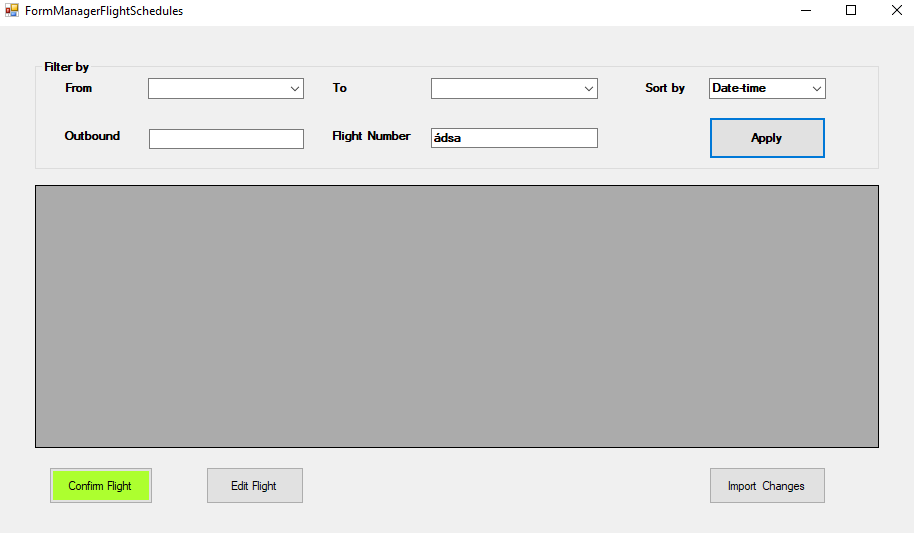 FormManagerFlightSchedules
Filter by
From To Sort by Date-time
Outbound Flight Number ádsa Apply
Confirm Flight Edit Flight Import Changes